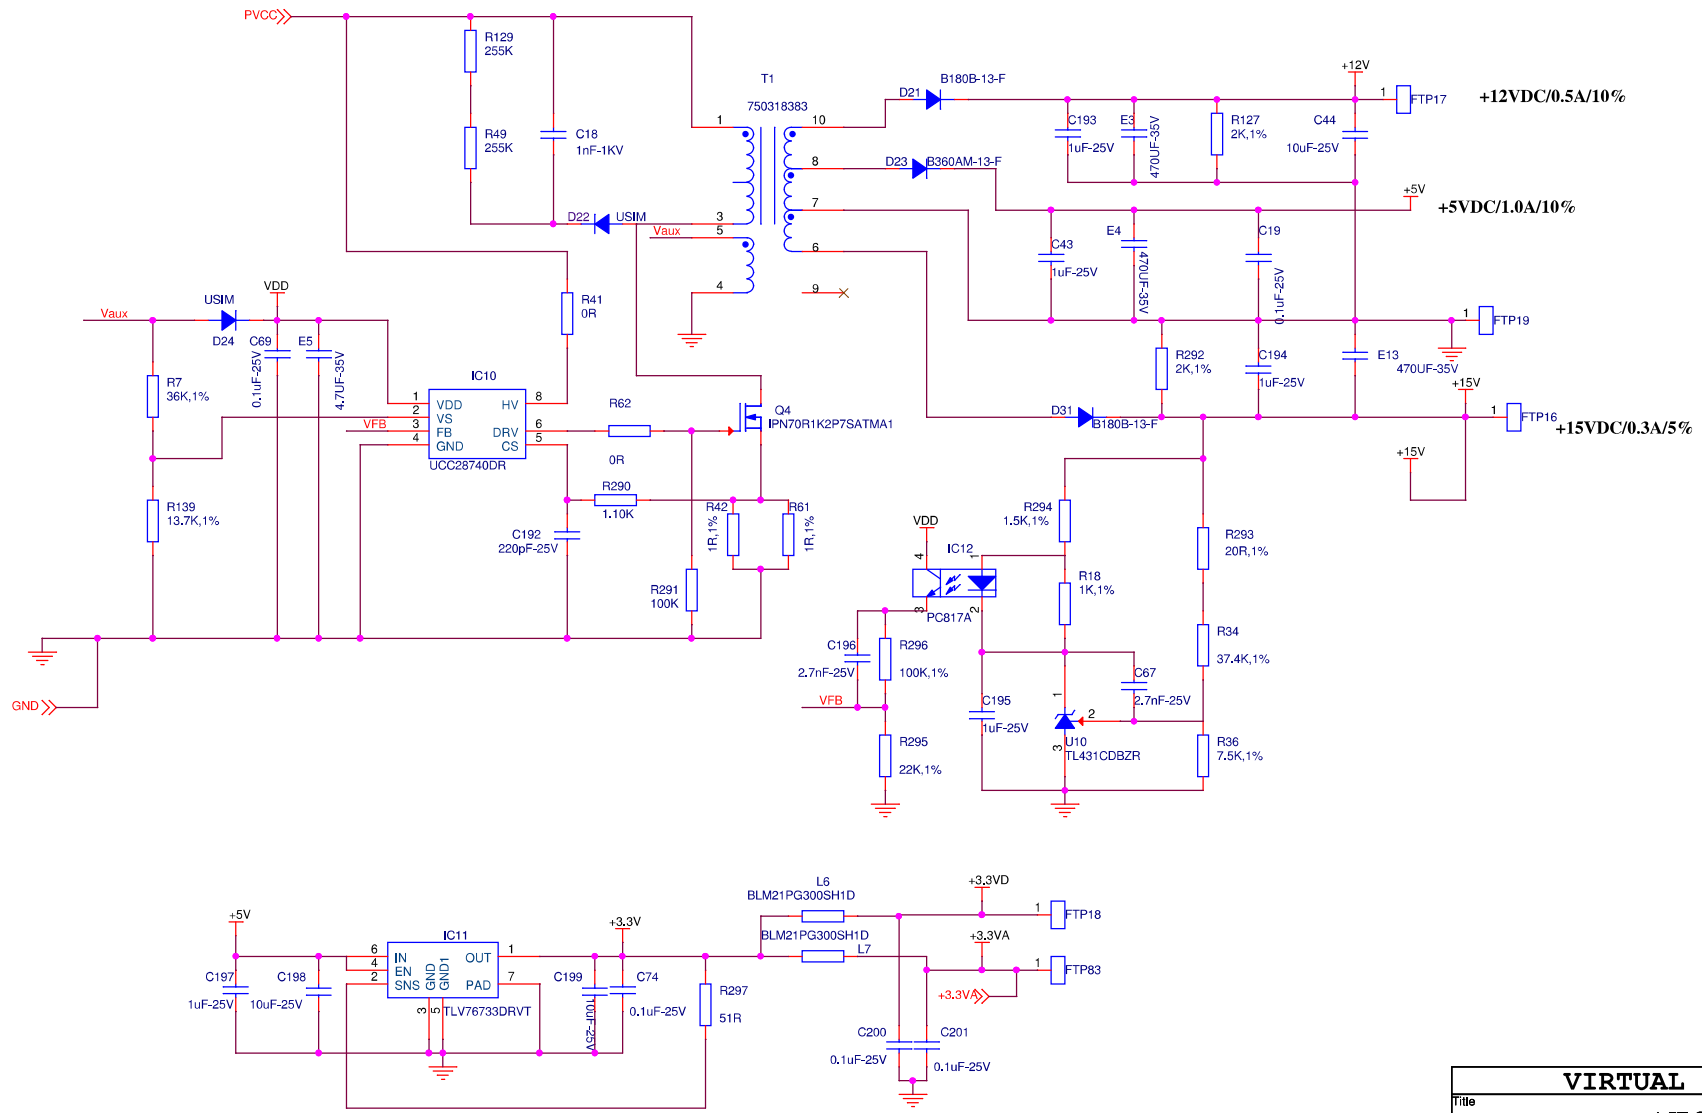 PVCC
R129
255K
R49
255K
C18
1nF-1KV
D22
USIM
T1
750318383
1
3
5
4
10
8
7
6
9
Vaux
D21
B180B-13-F
D23
B360AM-13-F
C193
1uF-25V
E3
470UF-35V
R127
2K,1%
C44
10uF-25V
+12V
1
FTP17
+12VDC/0.5A/10%
+5V
+5VDC/1.0A/10%
C43
1uF-25V
E4
470UF-35V
C19
0.1uF-25V
1
FTP19
R292
2K,1%
C194
1uF-25V
E13
470UF-35V
+15V
1
FTP16
+15VDC/0.3A/5%
+15V
D31
B180B-13-F
Vaux
USIM
D24
VDD
C69
0.1uF-25V
E5
4.7UF-35V
R7
36K,1%
R139
13.7K,1%
VFB
IC10
1
2
3
4
VDD
VS
FB
GND
HV
DRV
CS
8
6
5
UCC28740DR
R41
0R
R62
0R
R290
1.10K
C192
220pF-25V
R291
100K
Q4
IPN70R1K2P7SATMA1
R42
1R,1%
R61
1R,1%
GND
VDD
IC12
4
3
1
2
PC817A
R294
1.5K,1%
R18
1K,1%
R293
20R,1%
R34
37.4K,1%
R36
7.5K,1%
C196
2.7nF-25V
R296
100K,1%
VFB
R295
22K,1%
C195
1uF-25V
C67
2.7nF-25V
1
2
3
U10
TL431CDBZR
+5V
C197
1uF-25V
C198
10uF-25V
IC11
6
4
2
IN
EN
SNS
GND
GND1
OUT
PAD
1
7
3
5
TLV76733DRVT
+3.3V
C199
10uF-25V
C74
0.1uF-25V
R297
51R
L6
BLM21PG300SH1D
BLM21PG300SH1D
L7
+3.3VD
1
FTP18
+3.3VA
1
FTP83
+3.3VA
C200
0.1uF-25V
C201
0.1uF-25V
VIRTUAL
Title